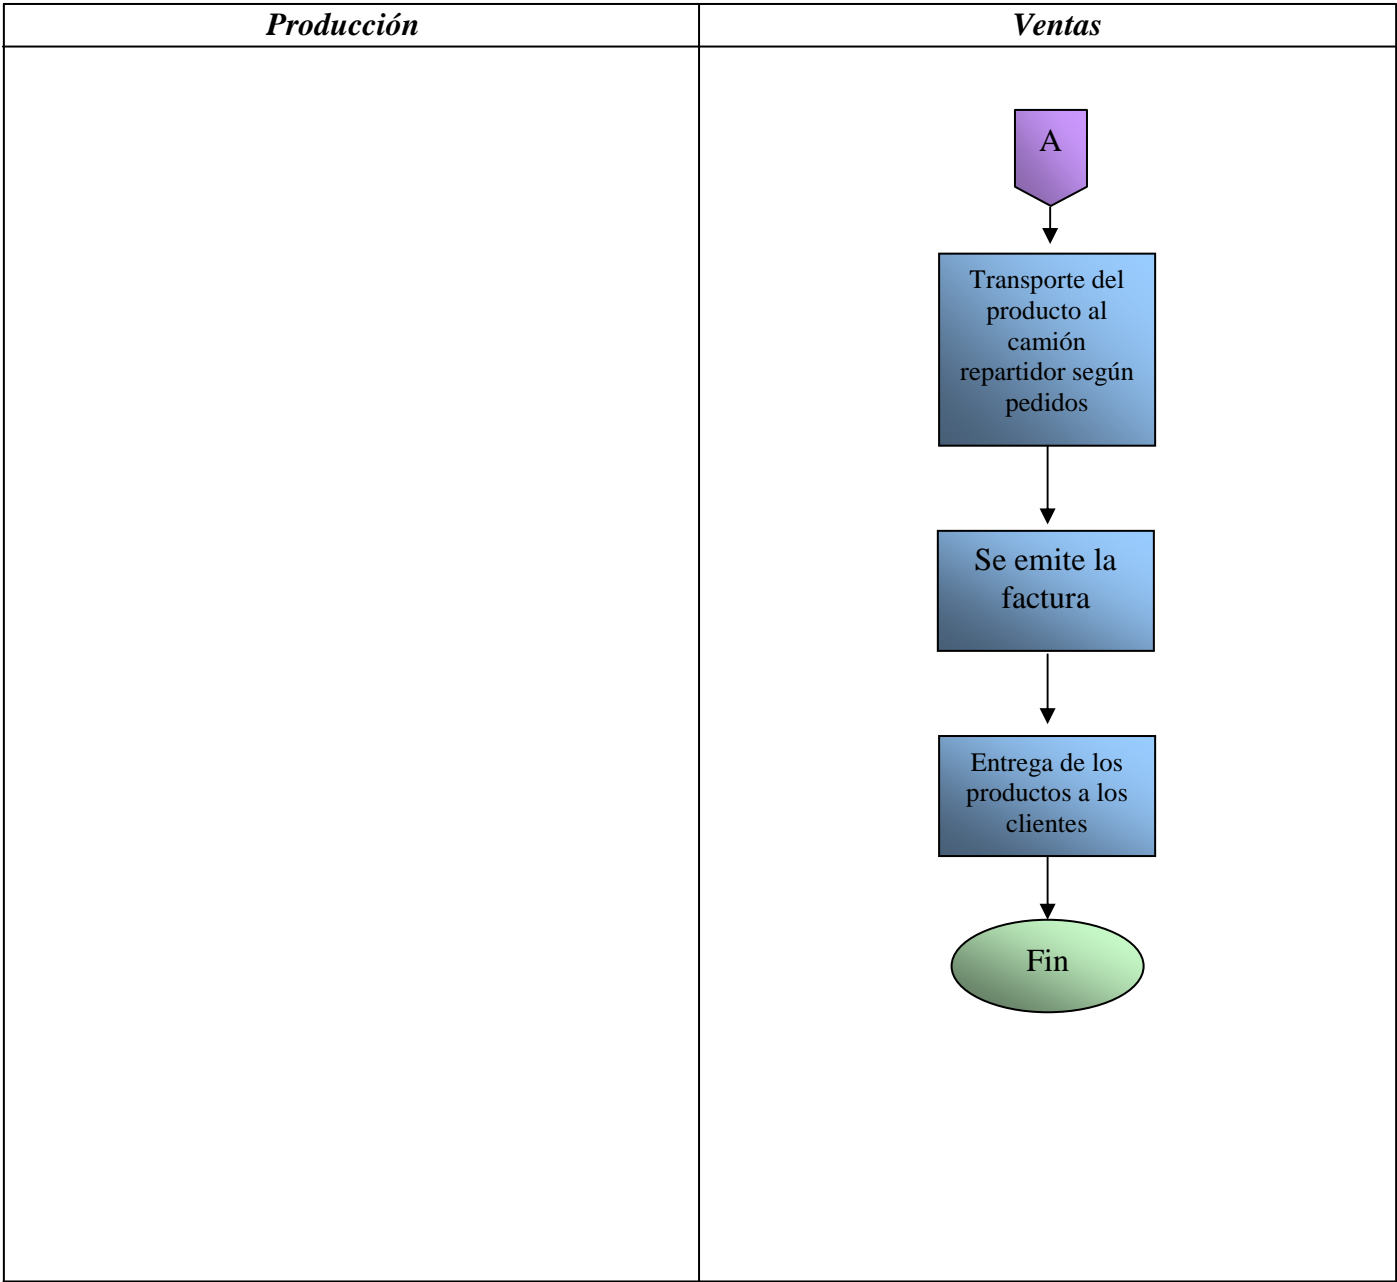 Producción
Ventas
A
Transporte del
producto al
camión
repartidor según
pedidos
Se emite la
factura
Entrega de los
productos a los
clientes
Fin